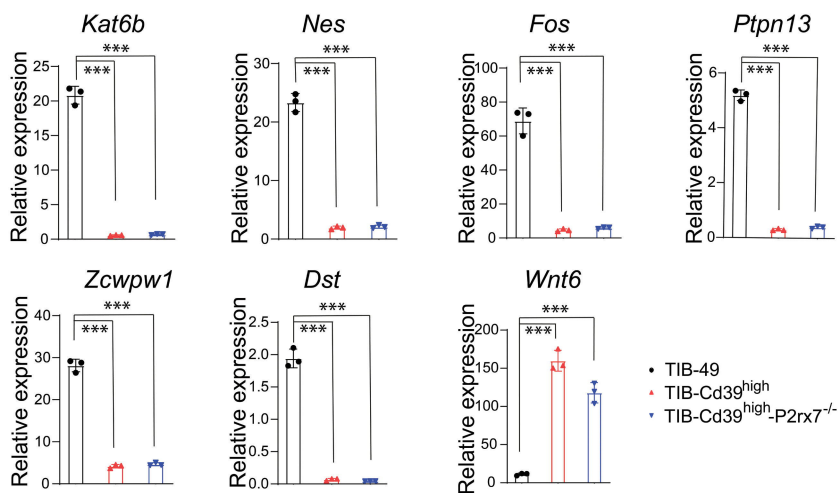 Kat6b
Relative expression
25
20
15
10
5
0
***
***
Nes
Relative expression
30
20
10
0
***
***
Fos
Relative expression
100
80
60
40
20
0
***
***
Ptpn13
Relative expression
6
4
2
0
***
***
Zcwpw1
Relative expression
40
30
20
10
0
***
***
Dst
Relative expression
2.0
1.5
1.0
0.5
0.0
***
***
Wnt6
Relative expression
200
150
100
50
0
***
***
TIB-49
TIB-Cd39high
TIB-Cd39high-P2rx7-/-